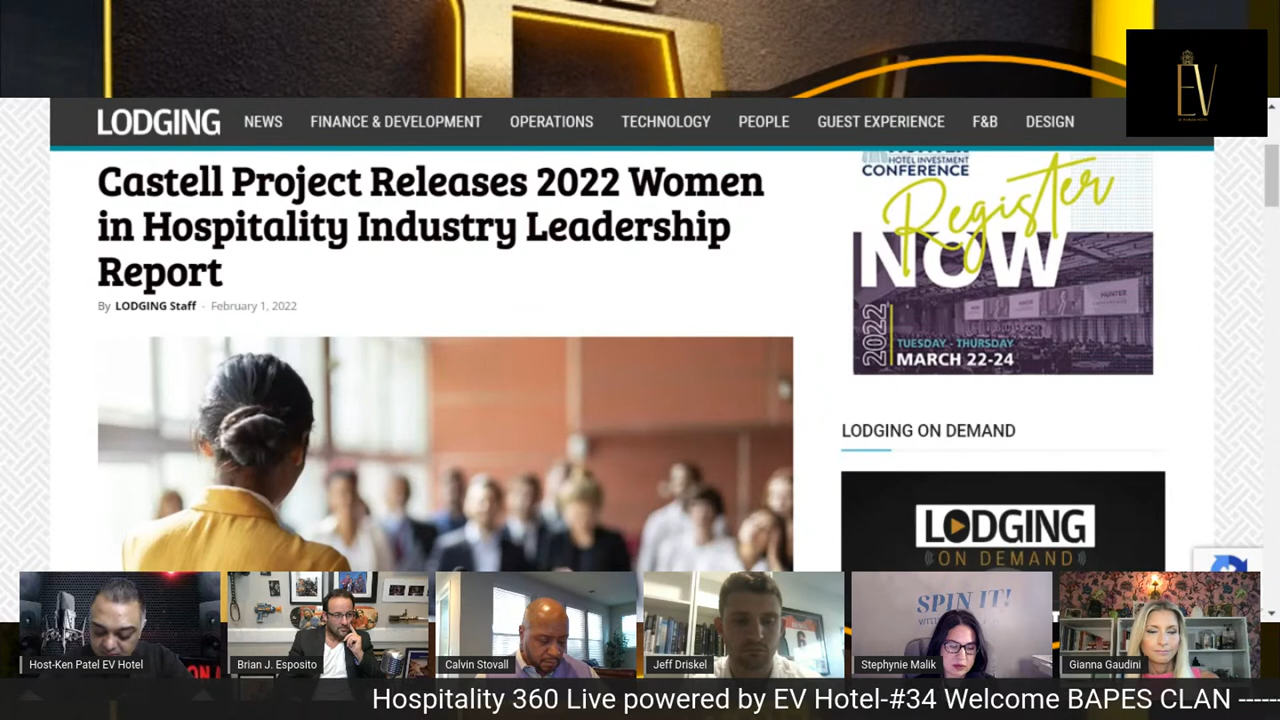 EV
LODGING NEWS FINANCE & DEVELOPMENT OPERATIONS TECHNOLOGY PEOPLE GUEST EXPERIENCE F&B DESIGN
Castell Project Releases 2022 Women
in Hospitality Industry Leadership
Report
By LODGING Staff - February 1, 2022
HUNTER
HOTEL INVESTMENT
CONFERENCE
Register
NOW
2022
TUESDAY - THURSDAY
MARCH 22-24
LODGING ON DEMAND
LODGING
ON DEMAND
SPIN IT!
Host-Ken Patel EV Hotel
Brian J. Esposito
Calvin Stovall
Jeff Driskel
Stephynie Malik
Gianna Gaudini
Hospitality 360 Live powered by EV Hotel-#34 Welcome BAPES CLAN -----